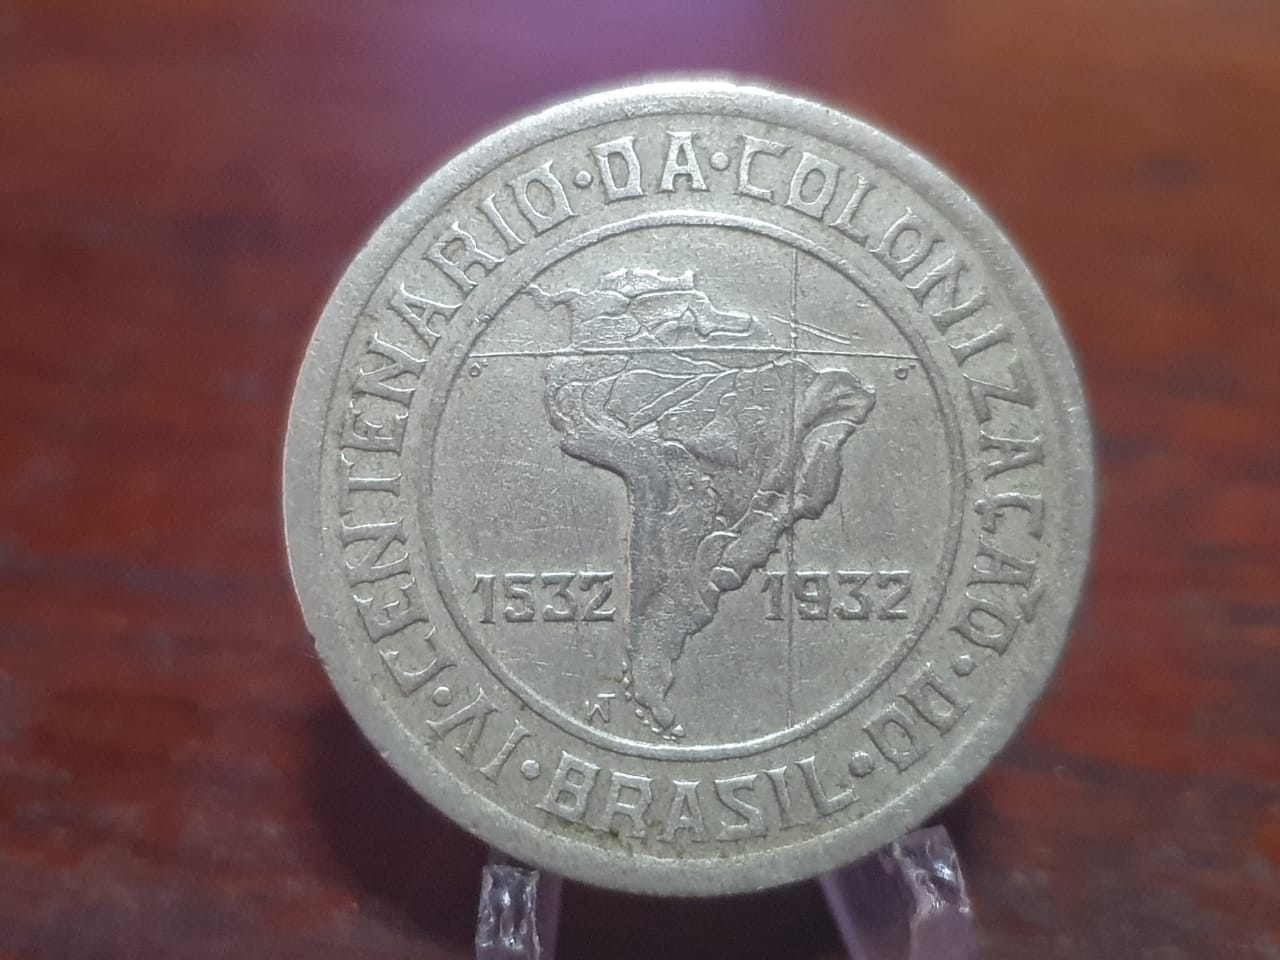 IV·CENTENARIO·DA·COLONIZAÇÃO·DO·BRASIL·
1532 1932